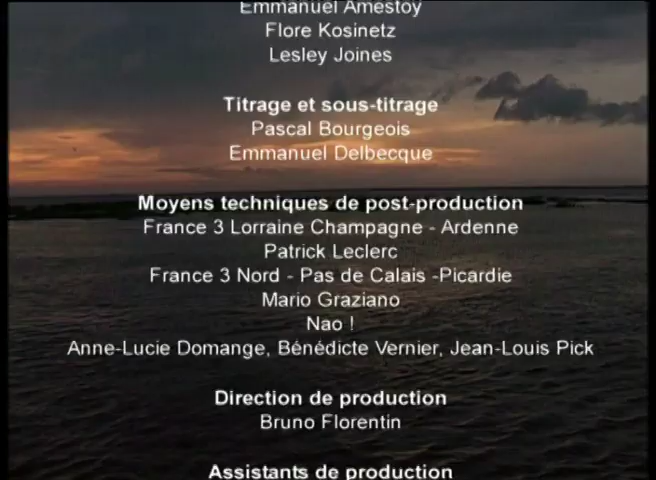 Emmanuel Amestoy
Flore Kosinetz
Lesley Joines
Titrage et sous-titrage
Pascal Bourgeois
Emmanuel Delbecque
Moyens techniques de post-production
France 3 Lorraine Champagne - Ardenne
Patrick Leclerc
France 3 Nord - Pas de Calais -Picardie
Mario Graziano
Nao !
Anne-Lucie Domange, Bénédicte Vernier, Jean-Louis Pick
Direction de production
Bruno Florentin
Assistants de production